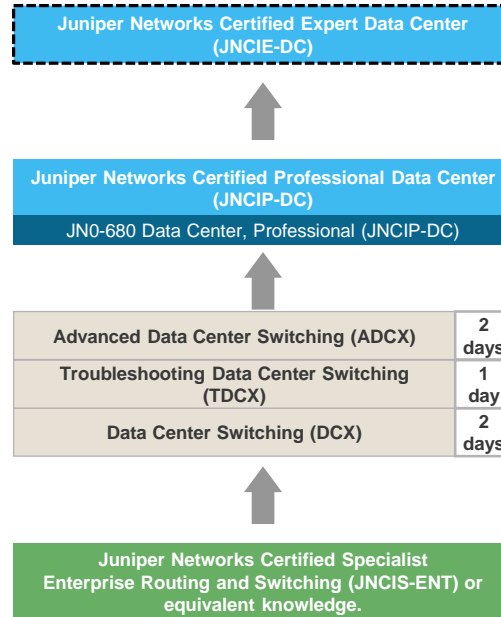 Juniper Networks Certified Expert Data Center
(JNCIE-DC)
Juniper Networks Certified Professional Data Center
(JNCIP-DC)
JN0-680 Data Center, Professional (JNCIP-DC)
Advanced Data Center Switching (ADCX)
2
days
Troubleshooting Data Center Switching
(TDCX)
1
day
Data Center Switching (DCX)
2
days
Juniper Networks Certified Specialist
Enterprise Routing and Switching (JNCIS-ENT) or
equivalent knowledge.